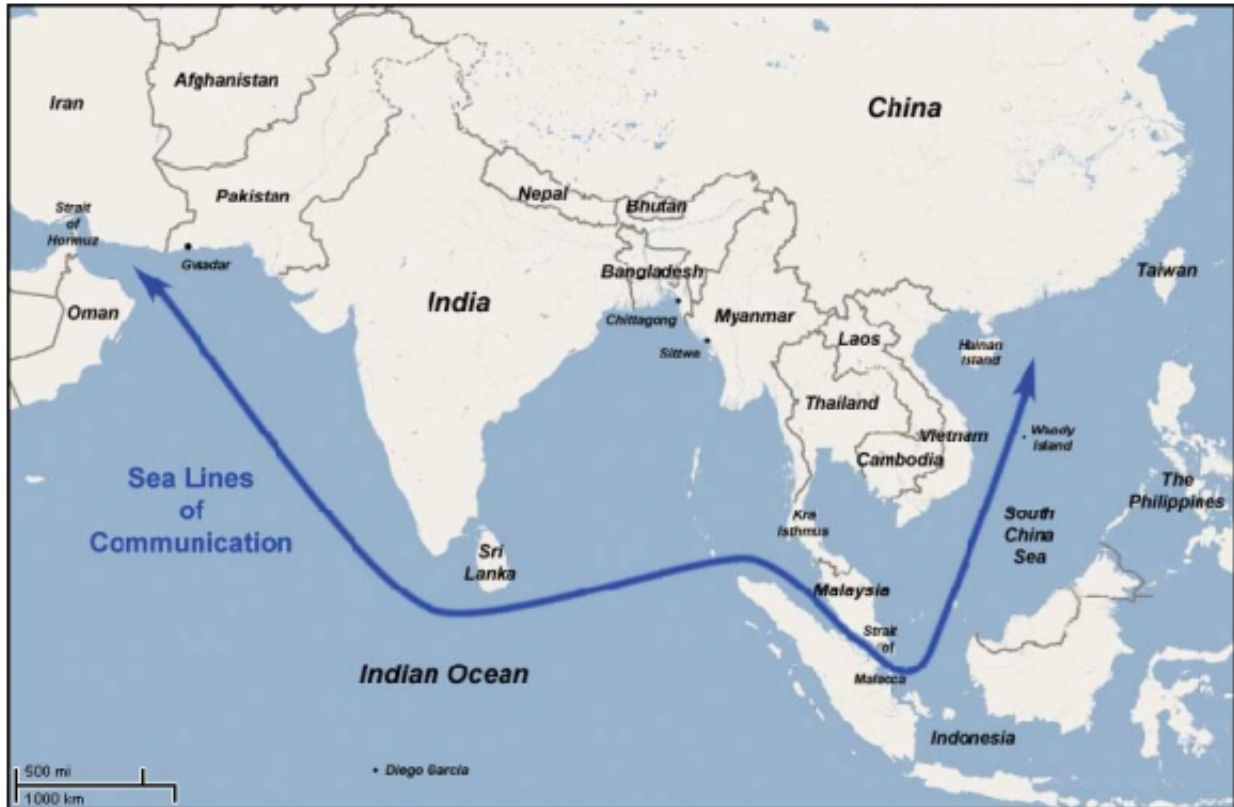 Afghanistan
Iran
China
Pakistan
Nepal
Bhutan
Strait
of
Hormuz
Gwadar
Bangladesh
Taiwan
Oman
India
Chittagong
Myanmar
Laos
Hainan
Island
Sittwe
Thailand
Vietnam
Woody
Island
Cambodia
Sea Lines
of
Communication
The
Philippines
Kra
Isthmus
South
China
Sea
Sri
Lanka
Malaysia
Strait
of
Malacca
Indian Ocean
Indonesia
Diego Garcia
500 mi
1000 km